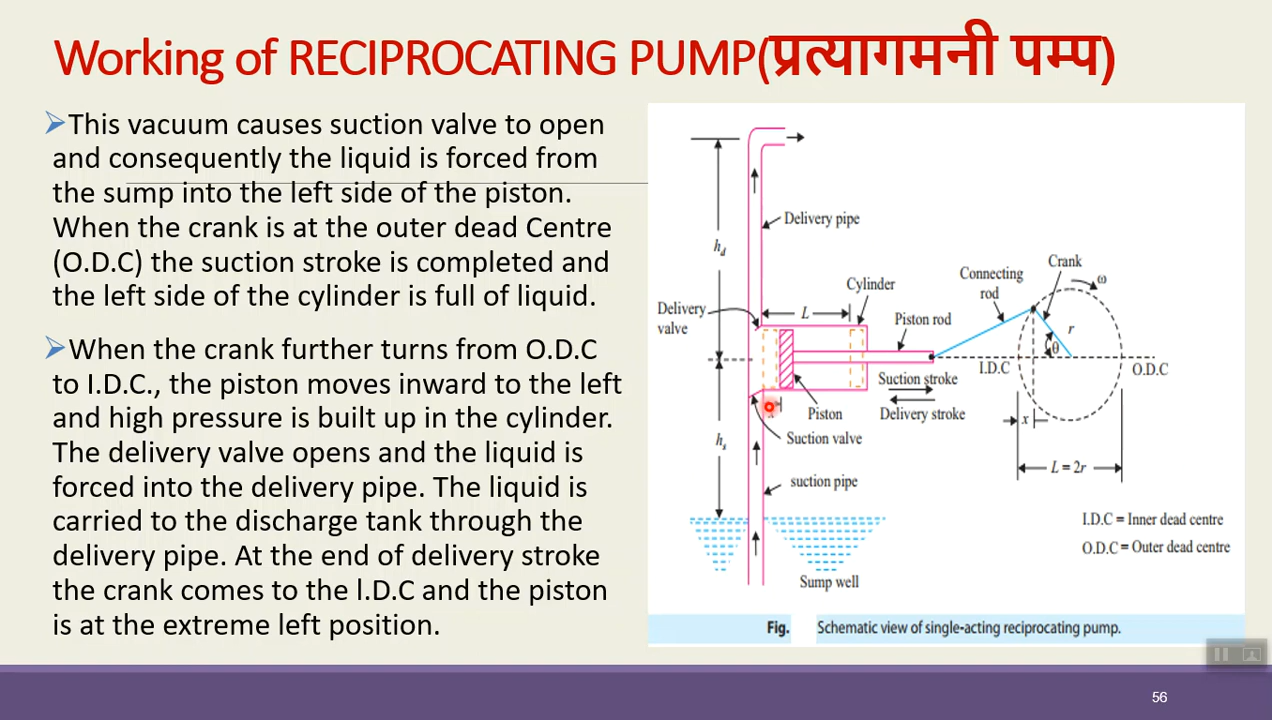 Working of RECIPROCATING PUMP(प्रत्यागमनी पम्प)
➢This vacuum causes suction valve to open
and consequently the liquid is forced from
the sump into the left side of the piston.
When the crank is at the outer dead Centre
(O.D.C) the suction stroke is completed and
the left side of the cylinder is full of liquid.
➢When the crank further turns from O.D.C
to I.D.C., the piston moves inward to the left
and high pressure is built up in the cylinder.
The delivery valve opens and the liquid is
forced into the delivery pipe. The liquid is
carried to the discharge tank through the
delivery pipe. At the end of delivery stroke
the crank comes to the l.D.C and the piston
is at the extreme left position.
Delivery pipe
h_d
Crank
ω
Connecting
rod
Cylinder
Delivery
valve
L
Piston rod
r
θ
I.D.C
O.D.C
Suction stroke
Delivery stroke
Piston
x
h_s
Suction valve
L = 2r
suction pipe
I.D.C = Inner dead centre
O.D.C = Outer dead centre
Sump well
Fig. Schematic view of single-acting reciprocating pump.
56